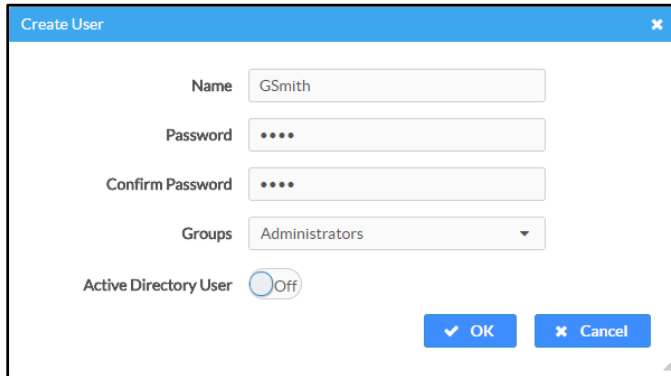 Create User
Name GSmith
Password ••••
Confirm Password ••••
Groups Administrators
Active Directory User Off
OK Cancel